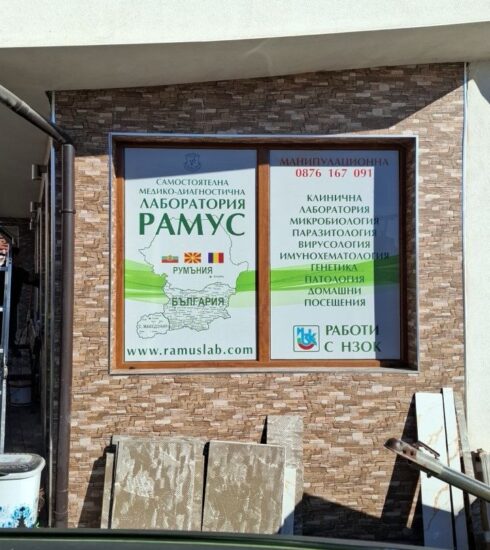 САМОСТОЯТЕЛНА
МЕДИКО-ДИАГНОСТИЧНА
ЛАБОРАТОРИЯ
РАМУС
РУМЪНИЯ
БЪЛГАРИЯ
С. МАКЕДОНИЯ
www.ramuslab.com
МАНИПУЛАЦИОННА
0876 167 091
КЛИНИЧНА
ЛАБОРАТОРИЯ
МИКРОБИОЛОГИЯ
ПАРАЗИТОЛОГИЯ
ВИРУСОЛОГИЯ
ИМУНОХЕМАТОЛОГИЯ
ГЕНЕТИКА
ПАТОЛОГИЯ
ДОМАШНИ
ПОСЕЩЕНИЯ
РАБОТИ
С НЗОК